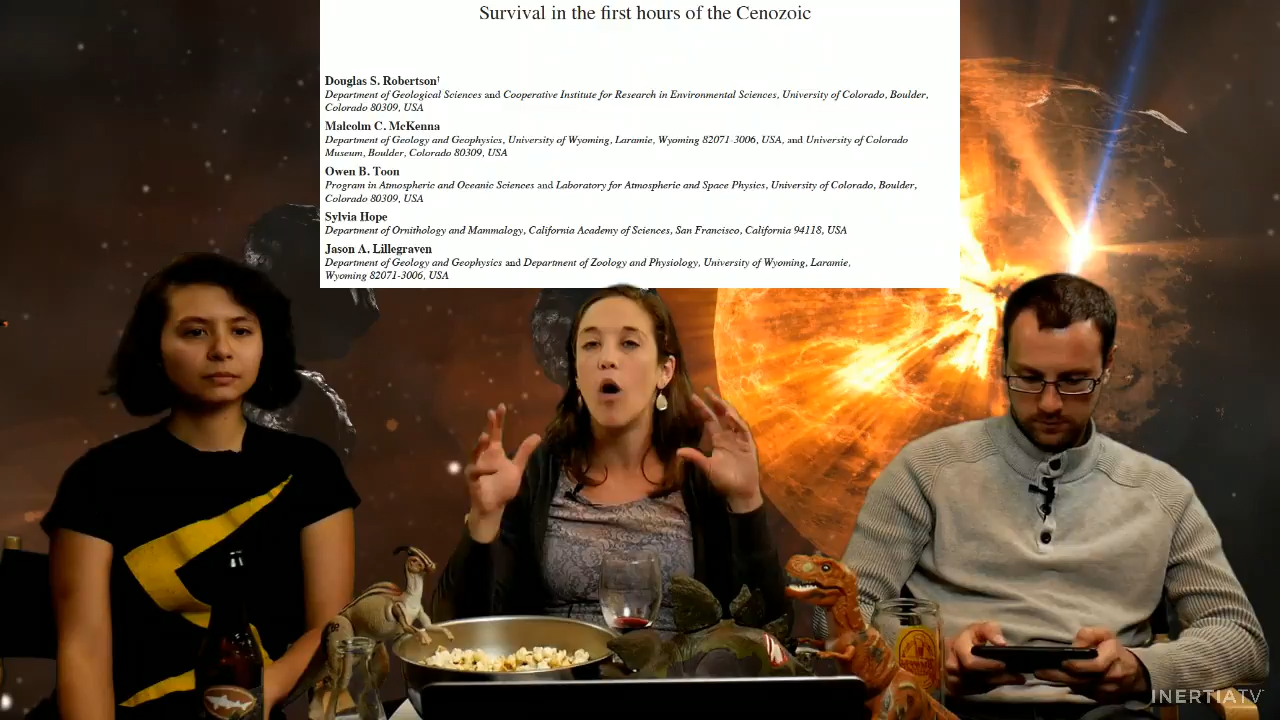 Survival in the first hours of the Cenozoic
Douglas S. Robertson†
Department of Geological Sciences and Cooperative Institute for Research in Environmental Sciences, University of Colorado, Boulder,
Colorado 80309, USA
Malcolm C. McKenna
Department of Geology and Geophysics, University of Wyoming, Laramie, Wyoming 82071-3006, USA, and University of Colorado
Museum, Boulder, Colorado 80309, USA
Owen B. Toon
Program in Atmospheric and Oceanic Sciences and Laboratory for Atmospheric and Space Physics, University of Colorado, Boulder,
Colorado 80309, USA
Sylvia Hope
Department of Ornithology and Mammalogy, California Academy of Sciences, San Francisco, California 94118, USA
Jason A. Lillegraven
Department of Geology and Geophysics and Department of Zoology and Physiology, University of Wyoming, Laramie,
Wyoming 82071-3006, USA
INERTIATV